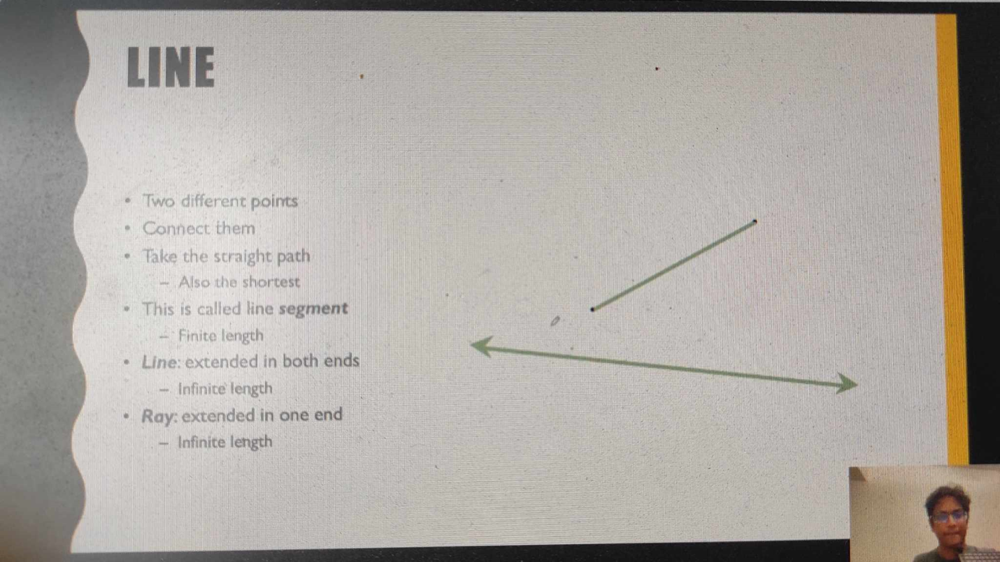 LINE
• Two different points
• Connect them
• Take the straight path
– Also the shortest
• This is called line segment
– Finite length
• Line: extended in both ends
– Infinite length
• Ray: extended in one end
– Infinite length